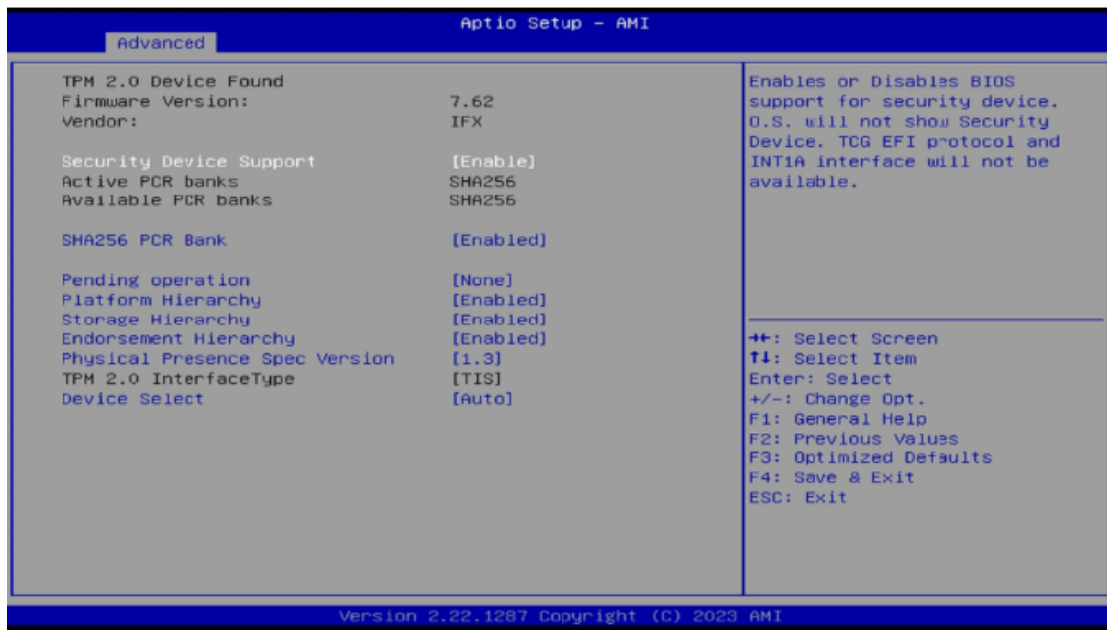 Aptio Setup - AMI
Advanced
TPM 2.0 Device Found
Firmware Version: 7.62
Vendor: IFX
Security Device Support [Enable]
Active PCR banks SHA256
Available PCR banks SHA256
SHA256 PCR Bank [Enabled]
Pending operation [None]
Platform Hierarchy [Enabled]
Storage Hierarchy [Enabled]
Endorsement Hierarchy [Enabled]
Physical Presence Spec Version [1.3]
TPM 2.0 InterfaceType [TIS]
Device Select [Auto]
Enables or Disables BIOS
support for security device.
O.S. will not show Security
Device. TCG EFI protocol and
INT1A interface will not be
available.
→←: Select Screen
↑↓: Select Item
Enter: Select
+/-: Change Opt.
F1: General Help
F2: Previous Values
F3: Optimized Defaults
F4: Save & Exit
ESC: Exit
Version 2.22.1287 Copyright (C) 2023 AMI